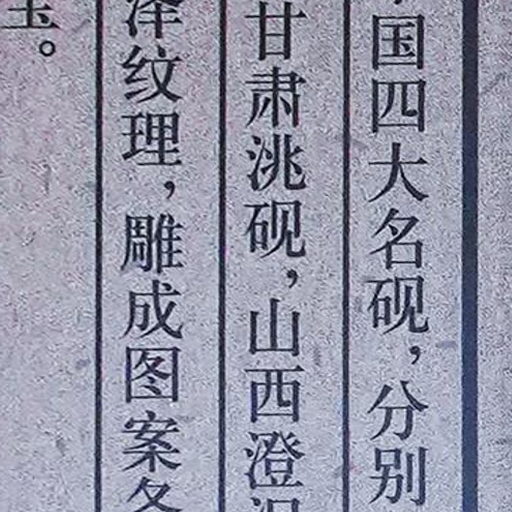 国四大名砚，分别
甘肃洮砚，山西澄
泽纹理，雕成图案
。